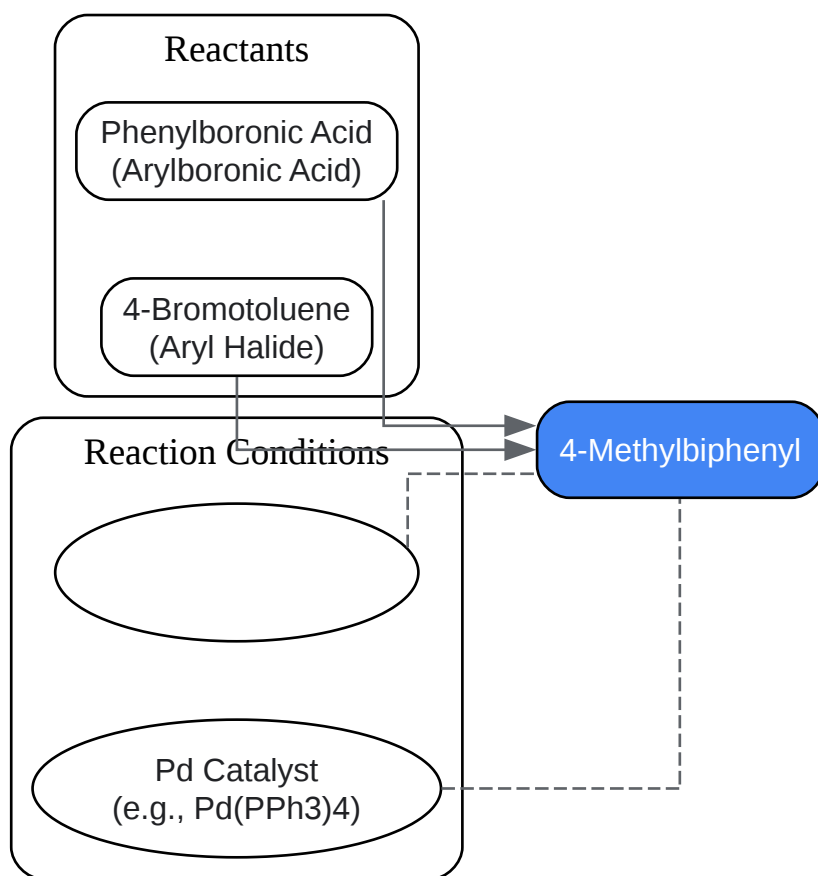 Reactants
Phenylboronic Acid
(Arylboronic Acid)
4-Bromotoluene
(Aryl Halide)
Reaction Conditions
4-Methylbiphenyl
Pd Catalyst
(e.g., Pd(PPh3)4)